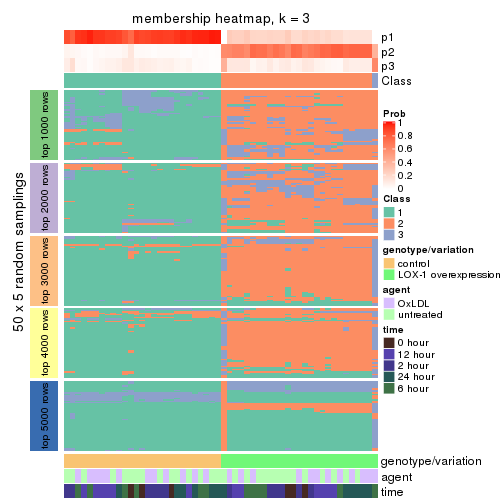 membership heatmap, k = 3
p1
p2
p3
Class
50 x 5 random samplings
top 1000 rows
top 2000 rows
top 3000 rows
top 4000 rows
top 5000 rows
Prob
1
0.8
0.6
0.4
0.2
0
Class
1
2
3
genotype/variation
control
LOX-1 overexpression
agent
OxLDL
untreated
time
0 hour
12 hour
2 hour
24 hour
6 hour
genotype/variation
agent
time